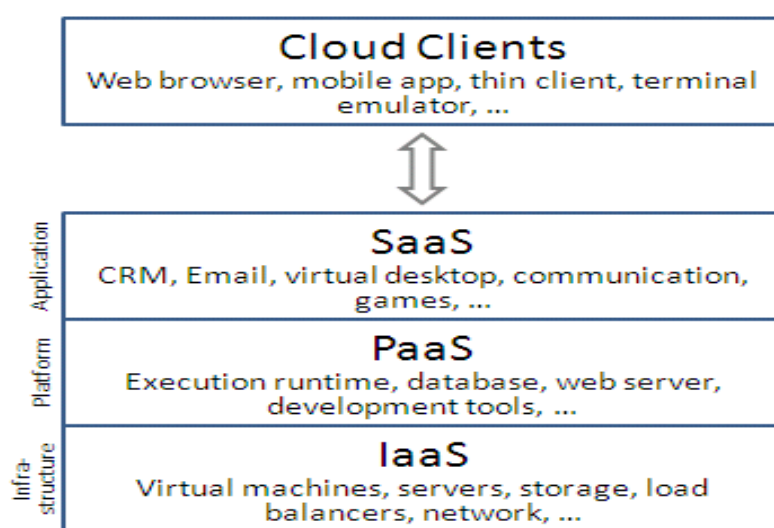 Cloud Clients
Web browser, mobile app, thin client, terminal
emulator, ...
Application
SaaS
CRM, Email, virtual desktop, communication,
games, ...
Platform
PaaS
Execution runtime, database, web server,
development tools, ...
Infra-
structure
IaaS
Virtual machines, servers, storage, load
balancers, network, ...